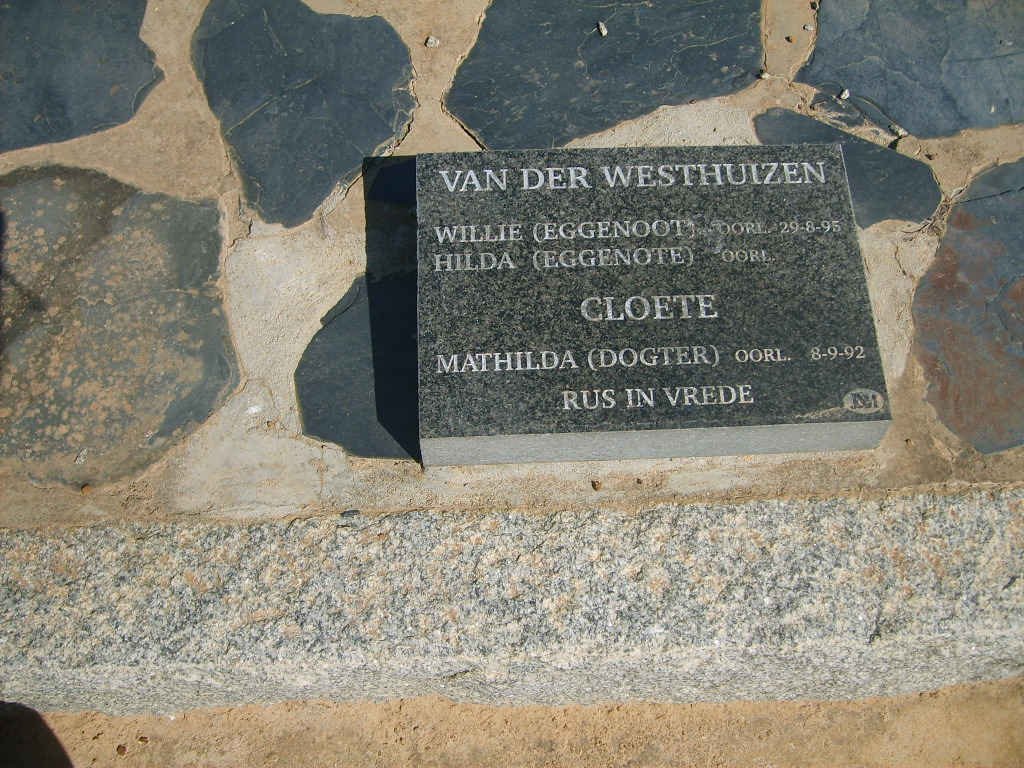 VAN DER WESTHUIZEN
WILLIE (EGGENOOT) OORL. 29-8-95
HILDA (EGGENOTE) OORL.
CLOETE
MATHILDA (DOGTER) OORL. 8-9-92
RUS IN VREDE